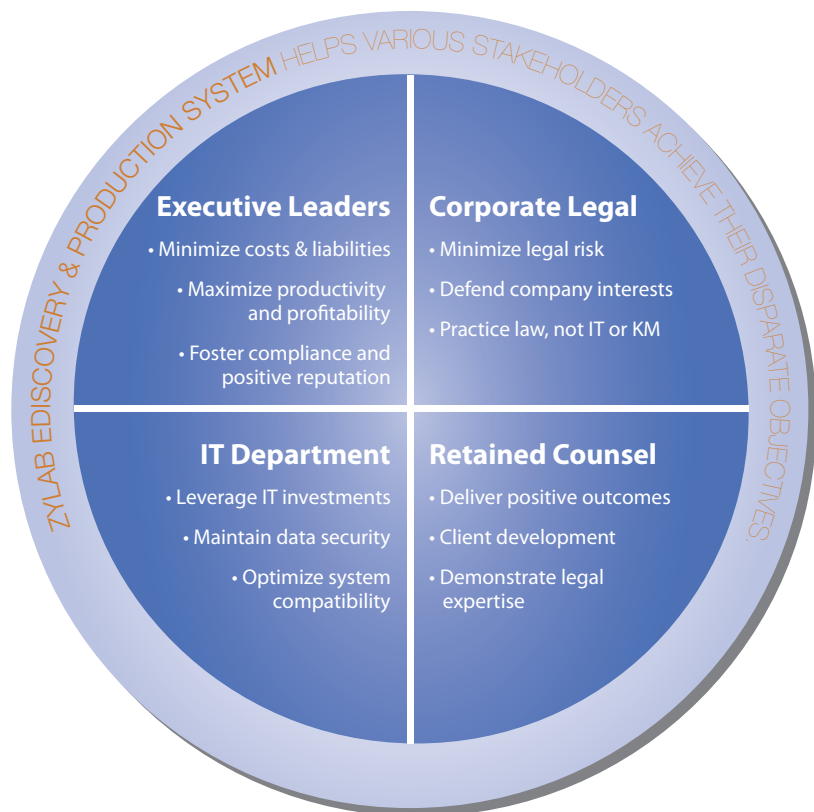 ZYLAB EDISCOVERY & PRODUCTION SYSTEM HELPS VARIOUS STAKEHOLDERS ACHIEVE THEIR DISPARATE OBJECTIVES.
Executive Leaders
• Minimize costs & liabilities
• Maximize productivity
and profitability
• Foster compliance and
positive reputation
Corporate Legal
• Minimize legal risk
• Defend company interests
• Practice law, not IT or KM
IT Department
• Leverage IT investments
• Maintain data security
• Optimize system
compatibility
Retained Counsel
• Deliver positive outcomes
• Client development
• Demonstrate legal
expertise